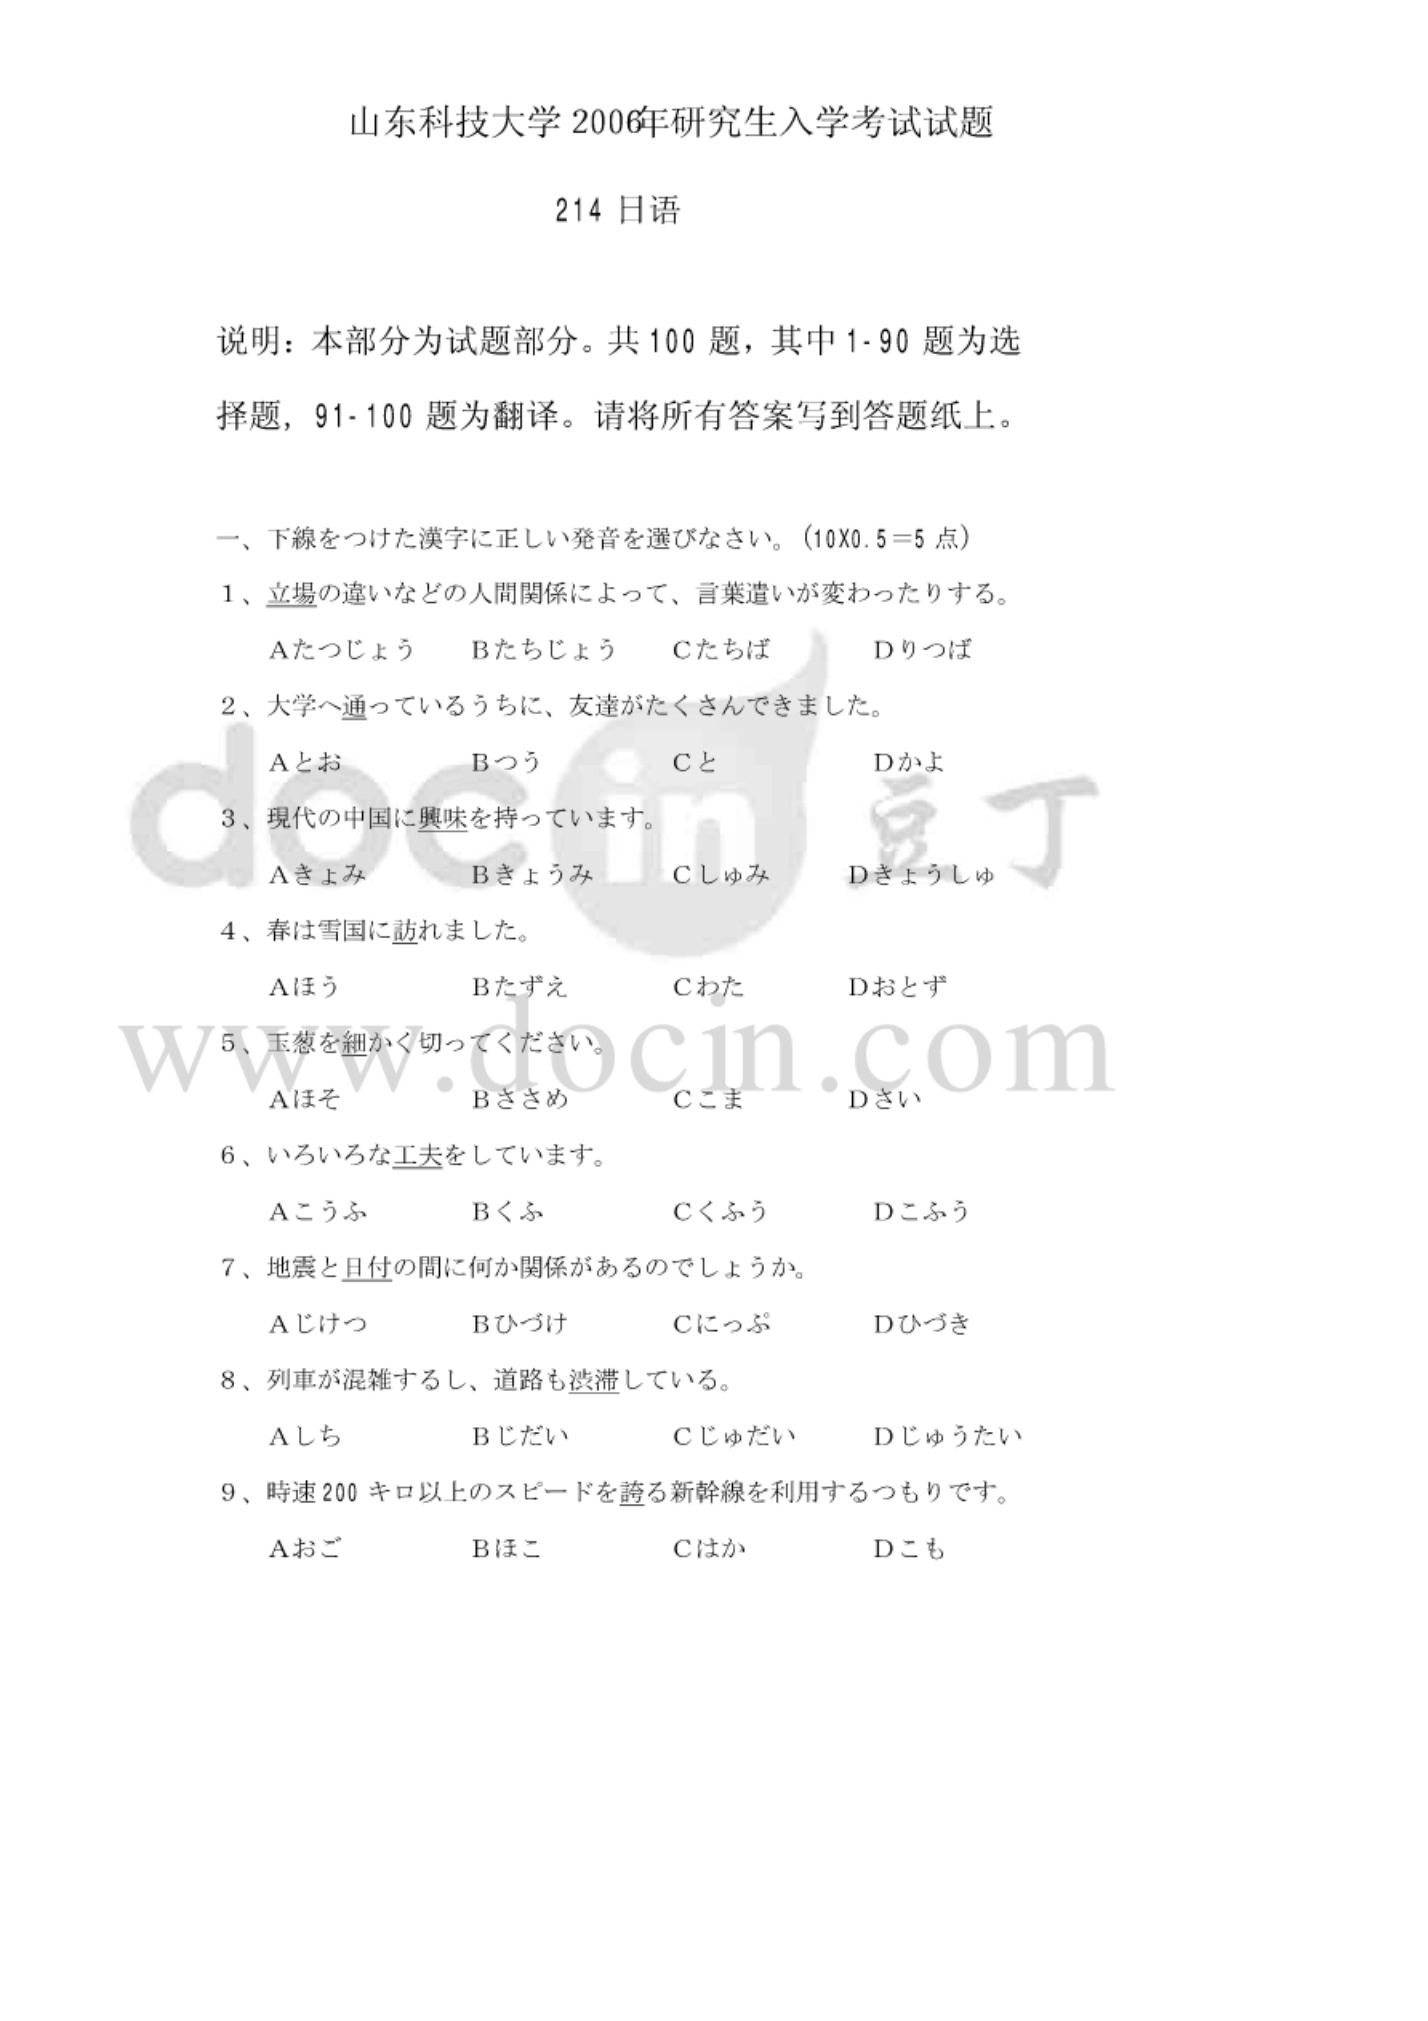 山东科技大学2006年研究生入学考试试题
214 日语
说明：本部分为试题部分。共100 题，其中1-90 题为选
择题，91-100 题为翻译。请将所有答案写到答题纸上。
一、下線をつけた漢字に正しい発音を選びなさい。(10X0.5＝5 点)
１、立場の違いなどの人間関係によって、言葉遣いが変わったりする。
Aたつじょう Bたちじょう Cたちば Dりつば
２、大学へ通っているうちに、友達がたくさんできました。
Aとお Bつう Cと Dかよ
３、現代の中国に興味を持っています。
Aきょみ Bきょうみ Cしゅみ Dきょうしゅ
４、春は雪国に訪れました。
Aほう Bたずえ Cわた Dおとず
５、玉葱を細かく切ってください。
Aほそ Bささめ Cこま Dさい
６、いろいろな工夫をしています。
Aこうふ Bくふ Cくふう Dこふう
７、地震と日付の間に何か関係があるのでしょうか。
Aじけつ Bひづけ Cにっぷ Dひづき
８、列車が混雑するし、道路も渋滞している。
Aしち Bじだい Cじゅだい Dじゅうたい
９、時速200 キロ以上のスピードを誇る新幹線を利用するつもりです。
Aおご Bほこ Cはか Dこも
docin 豆丁
www.docin.com